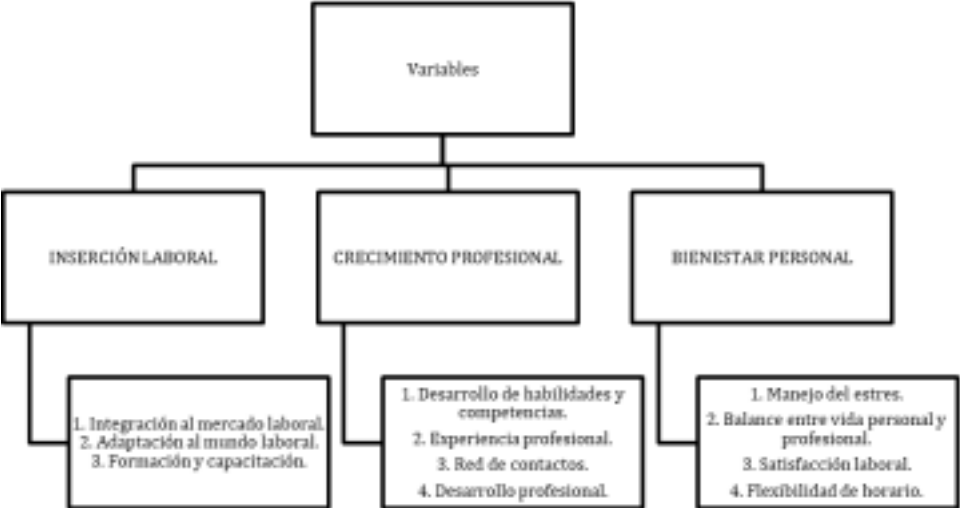 Variables
INSERCIÓN LABORAL
CRECIMIENTO PROFESIONAL
BIENESTAR PERSONAL
1. Integración al mercado laboral.
2. Adaptación al mundo laboral.
3. Formación y capacitación.
1. Desarrollo de habilidades y
competencias.
2. Experiencia profesional.
3. Red de contactos.
4. Desarrollo profesional.
1. Manejo del estres.
2. Balance entre vida personal y
profesional.
3. Satisfacción laboral.
4. Flexibilidad de horario.